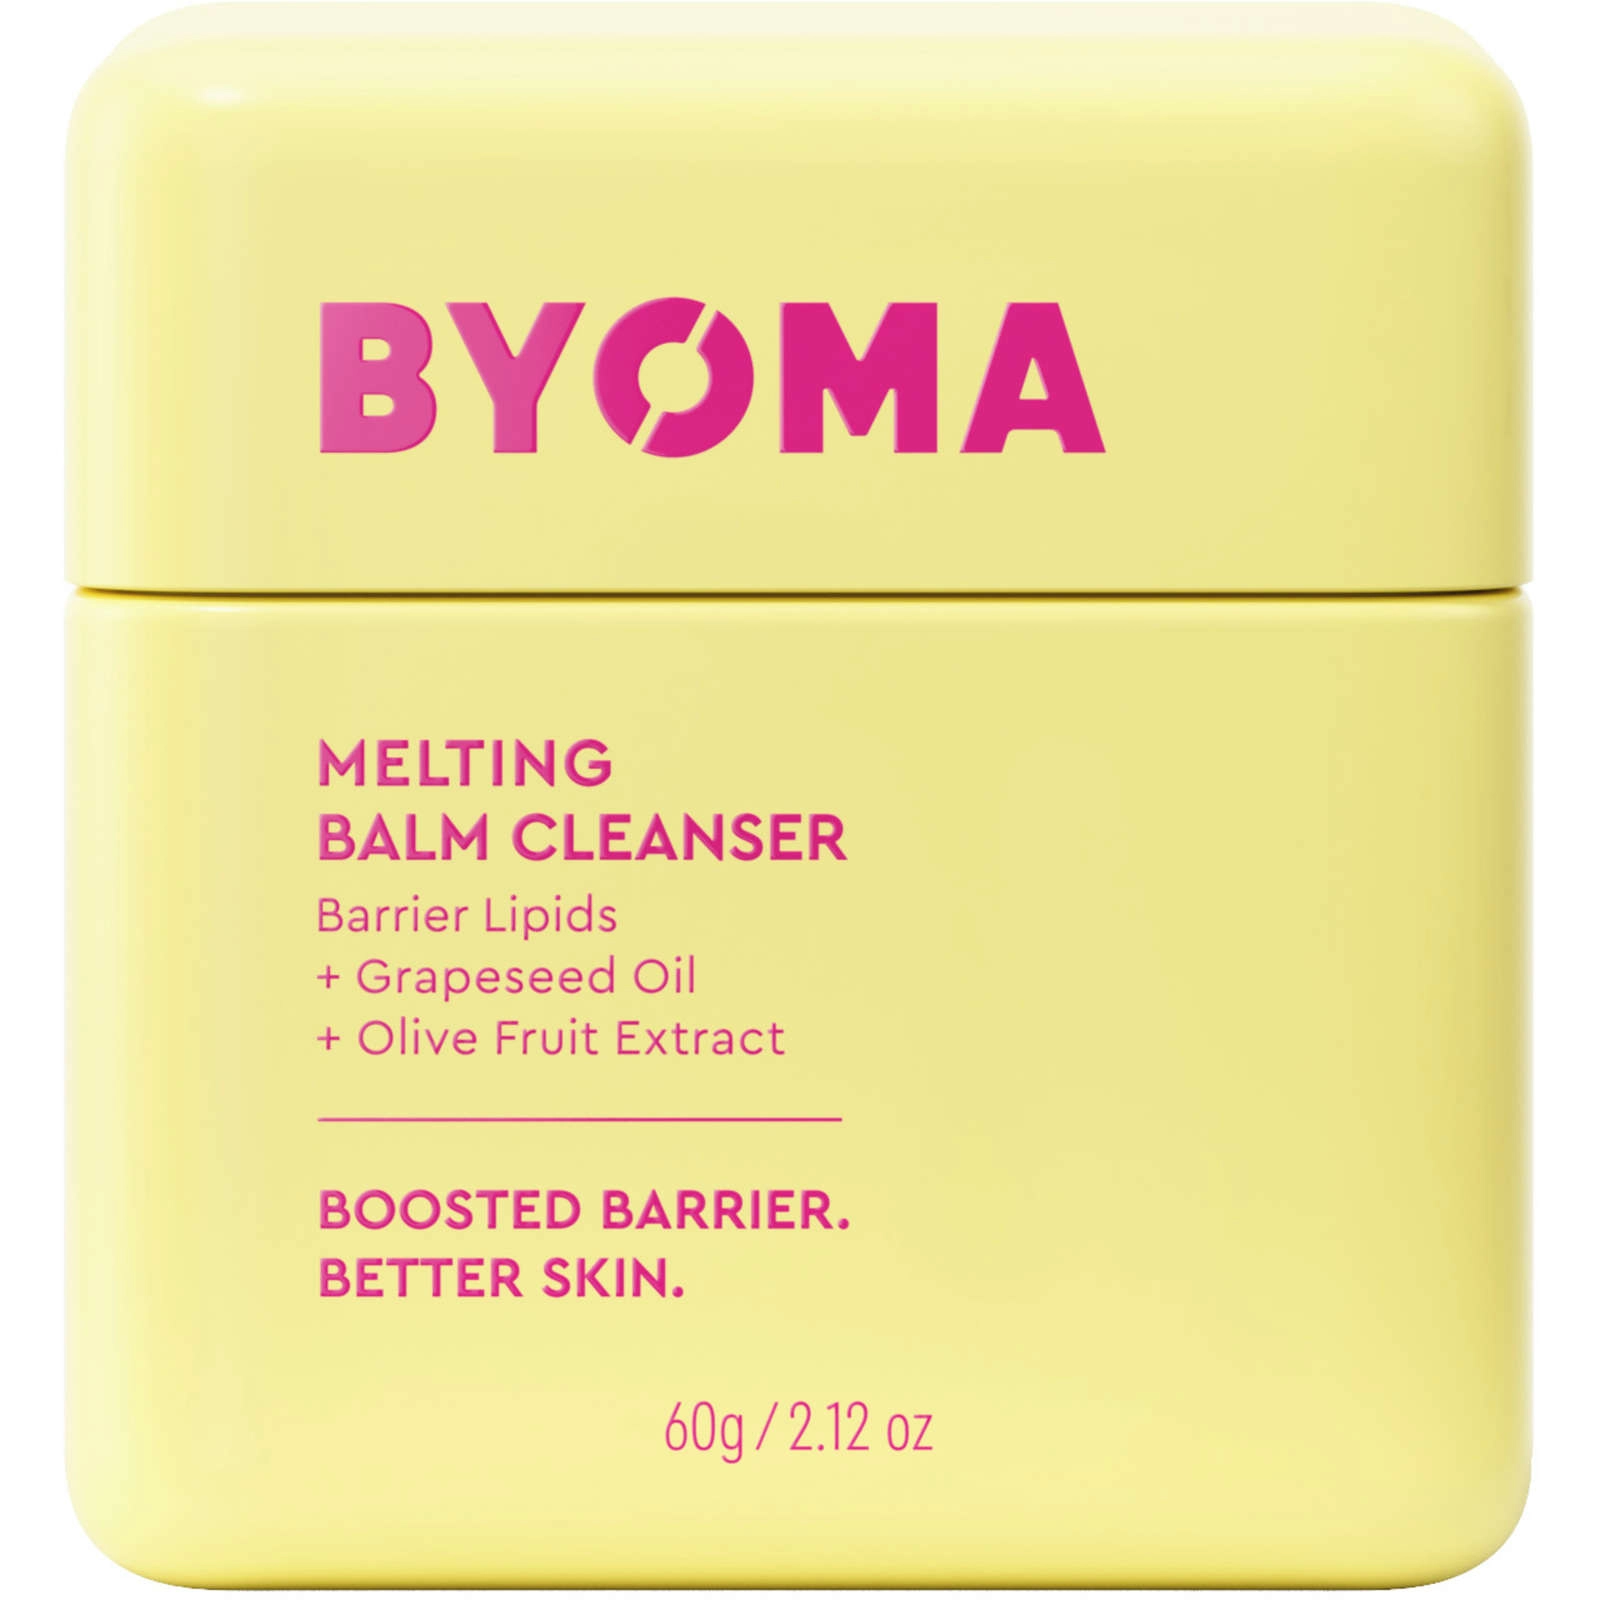 BYOMA
MELTING
BALM CLEANSER
Barrier Lipids
+ Grapeseed Oil
+ Olive Fruit Extract
BOOSTED BARRIER.
BETTER SKIN.
60g / 2.12 oz